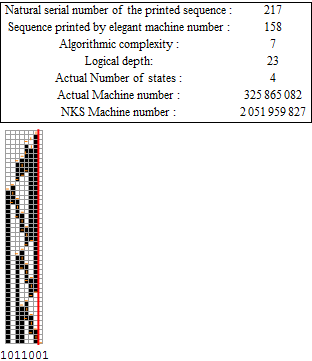 Natural serial number of the printed sequence : 217
Sequence printed by elegant machine number : 158
Algorithmic complexity : 7
Logical depth: 23
Actual Number of states : 4
Actual Machine number : 325 865 082
NKS Machine number : 2 051 959 827
1011001